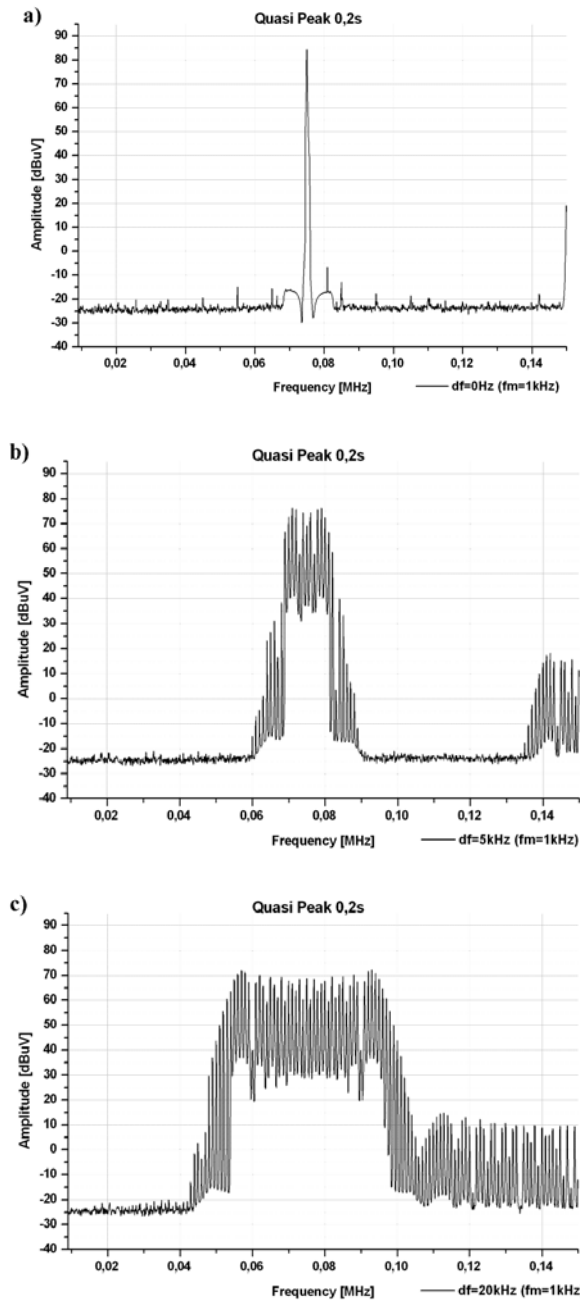 a)
Quasi Peak 0,2s
Amplitude [dBuV]
90
80
70
60
50
40
30
20
10
0
-10
-20
-30
-40
0,02 0,04 0,06 0,08 0,10 0,12 0,14
Frequency [MHz]
df=0Hz (fm=1kHz)
b)
Quasi Peak 0,2s
Amplitude [dBuV]
90
80
70
60
50
40
30
20
10
0
-10
-20
-30
-40
0,02 0,04 0,06 0,08 0,10 0,12 0,14
Frequency [MHz]
df=5kHz (fm=1kHz)
c)
Quasi Peak 0,2s
Amplitude [dBuV]
90
80
70
60
50
40
30
20
10
0
-10
-20
-30
-40
0,02 0,04 0,06 0,08 0,10 0,12 0,14
Frequency [MHz]
df=20kHz (fm=1kHz